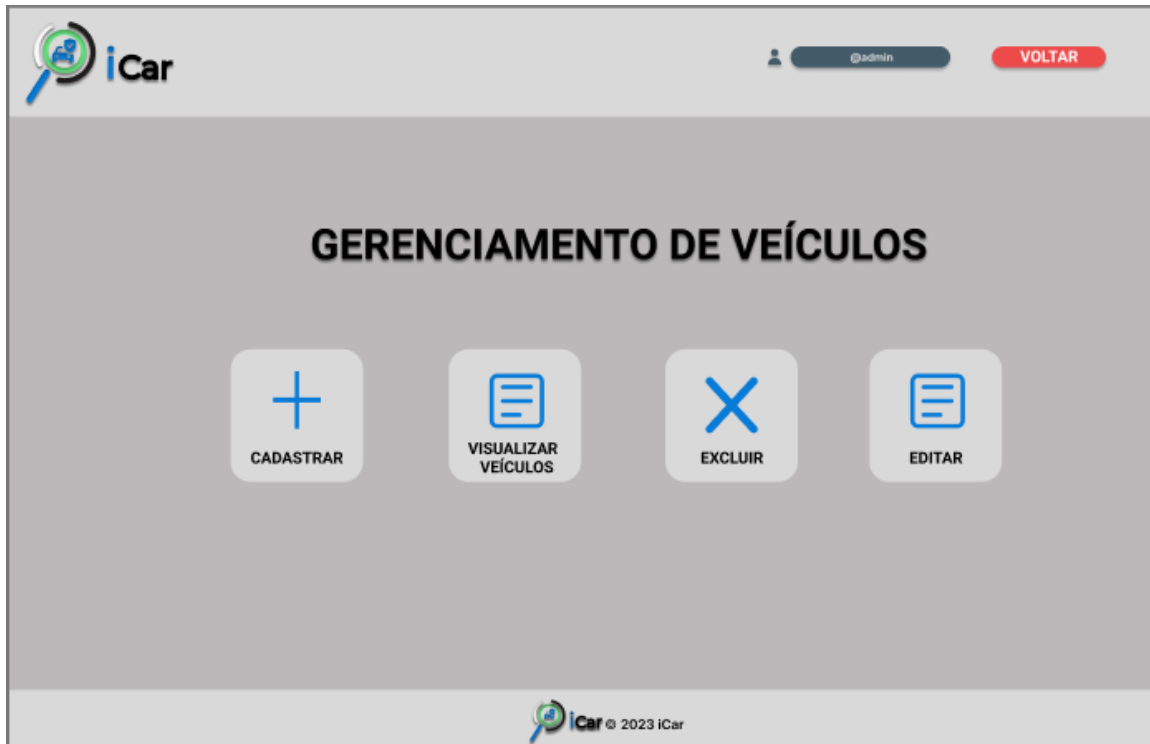 iCar
@admin
VOLTAR
GERENCIAMENTO DE VEÍCULOS
CADASTRAR
VISUALIZAR
VEÍCULOS
EXCLUIR
EDITAR
iCar © 2023 iCar